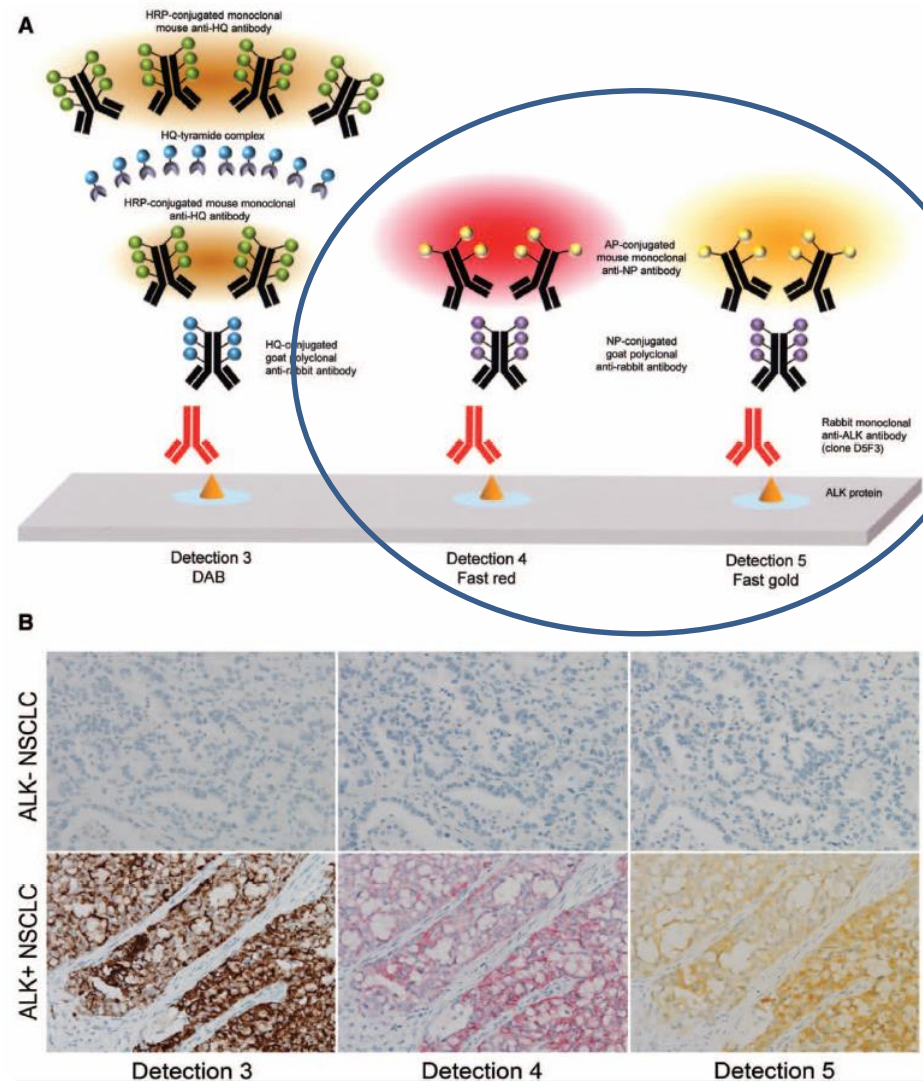 A
HRP-conjugated monoclonal
mouse anti-HQ antibody
HQ-tyramide complex
HRP-conjugated mouse monoclonal
anti-HQ antibody
AP-conjugated
mouse monoclonal
anti-NP antibody
HQ-conjugated
goat polyclonal
anti-rabbit antibody
NP-conjugated
goat polyclonal
anti-rabbit antibody
Rabbit monoclonal
anti-ALK antibody
(clone D5F3)
ALK protein
Detection 3
DAB
Detection 4
Fast red
Detection 5
Fast gold
B
ALK- NSCLC
ALK+ NSCLC
Detection 3
Detection 4
Detection 5